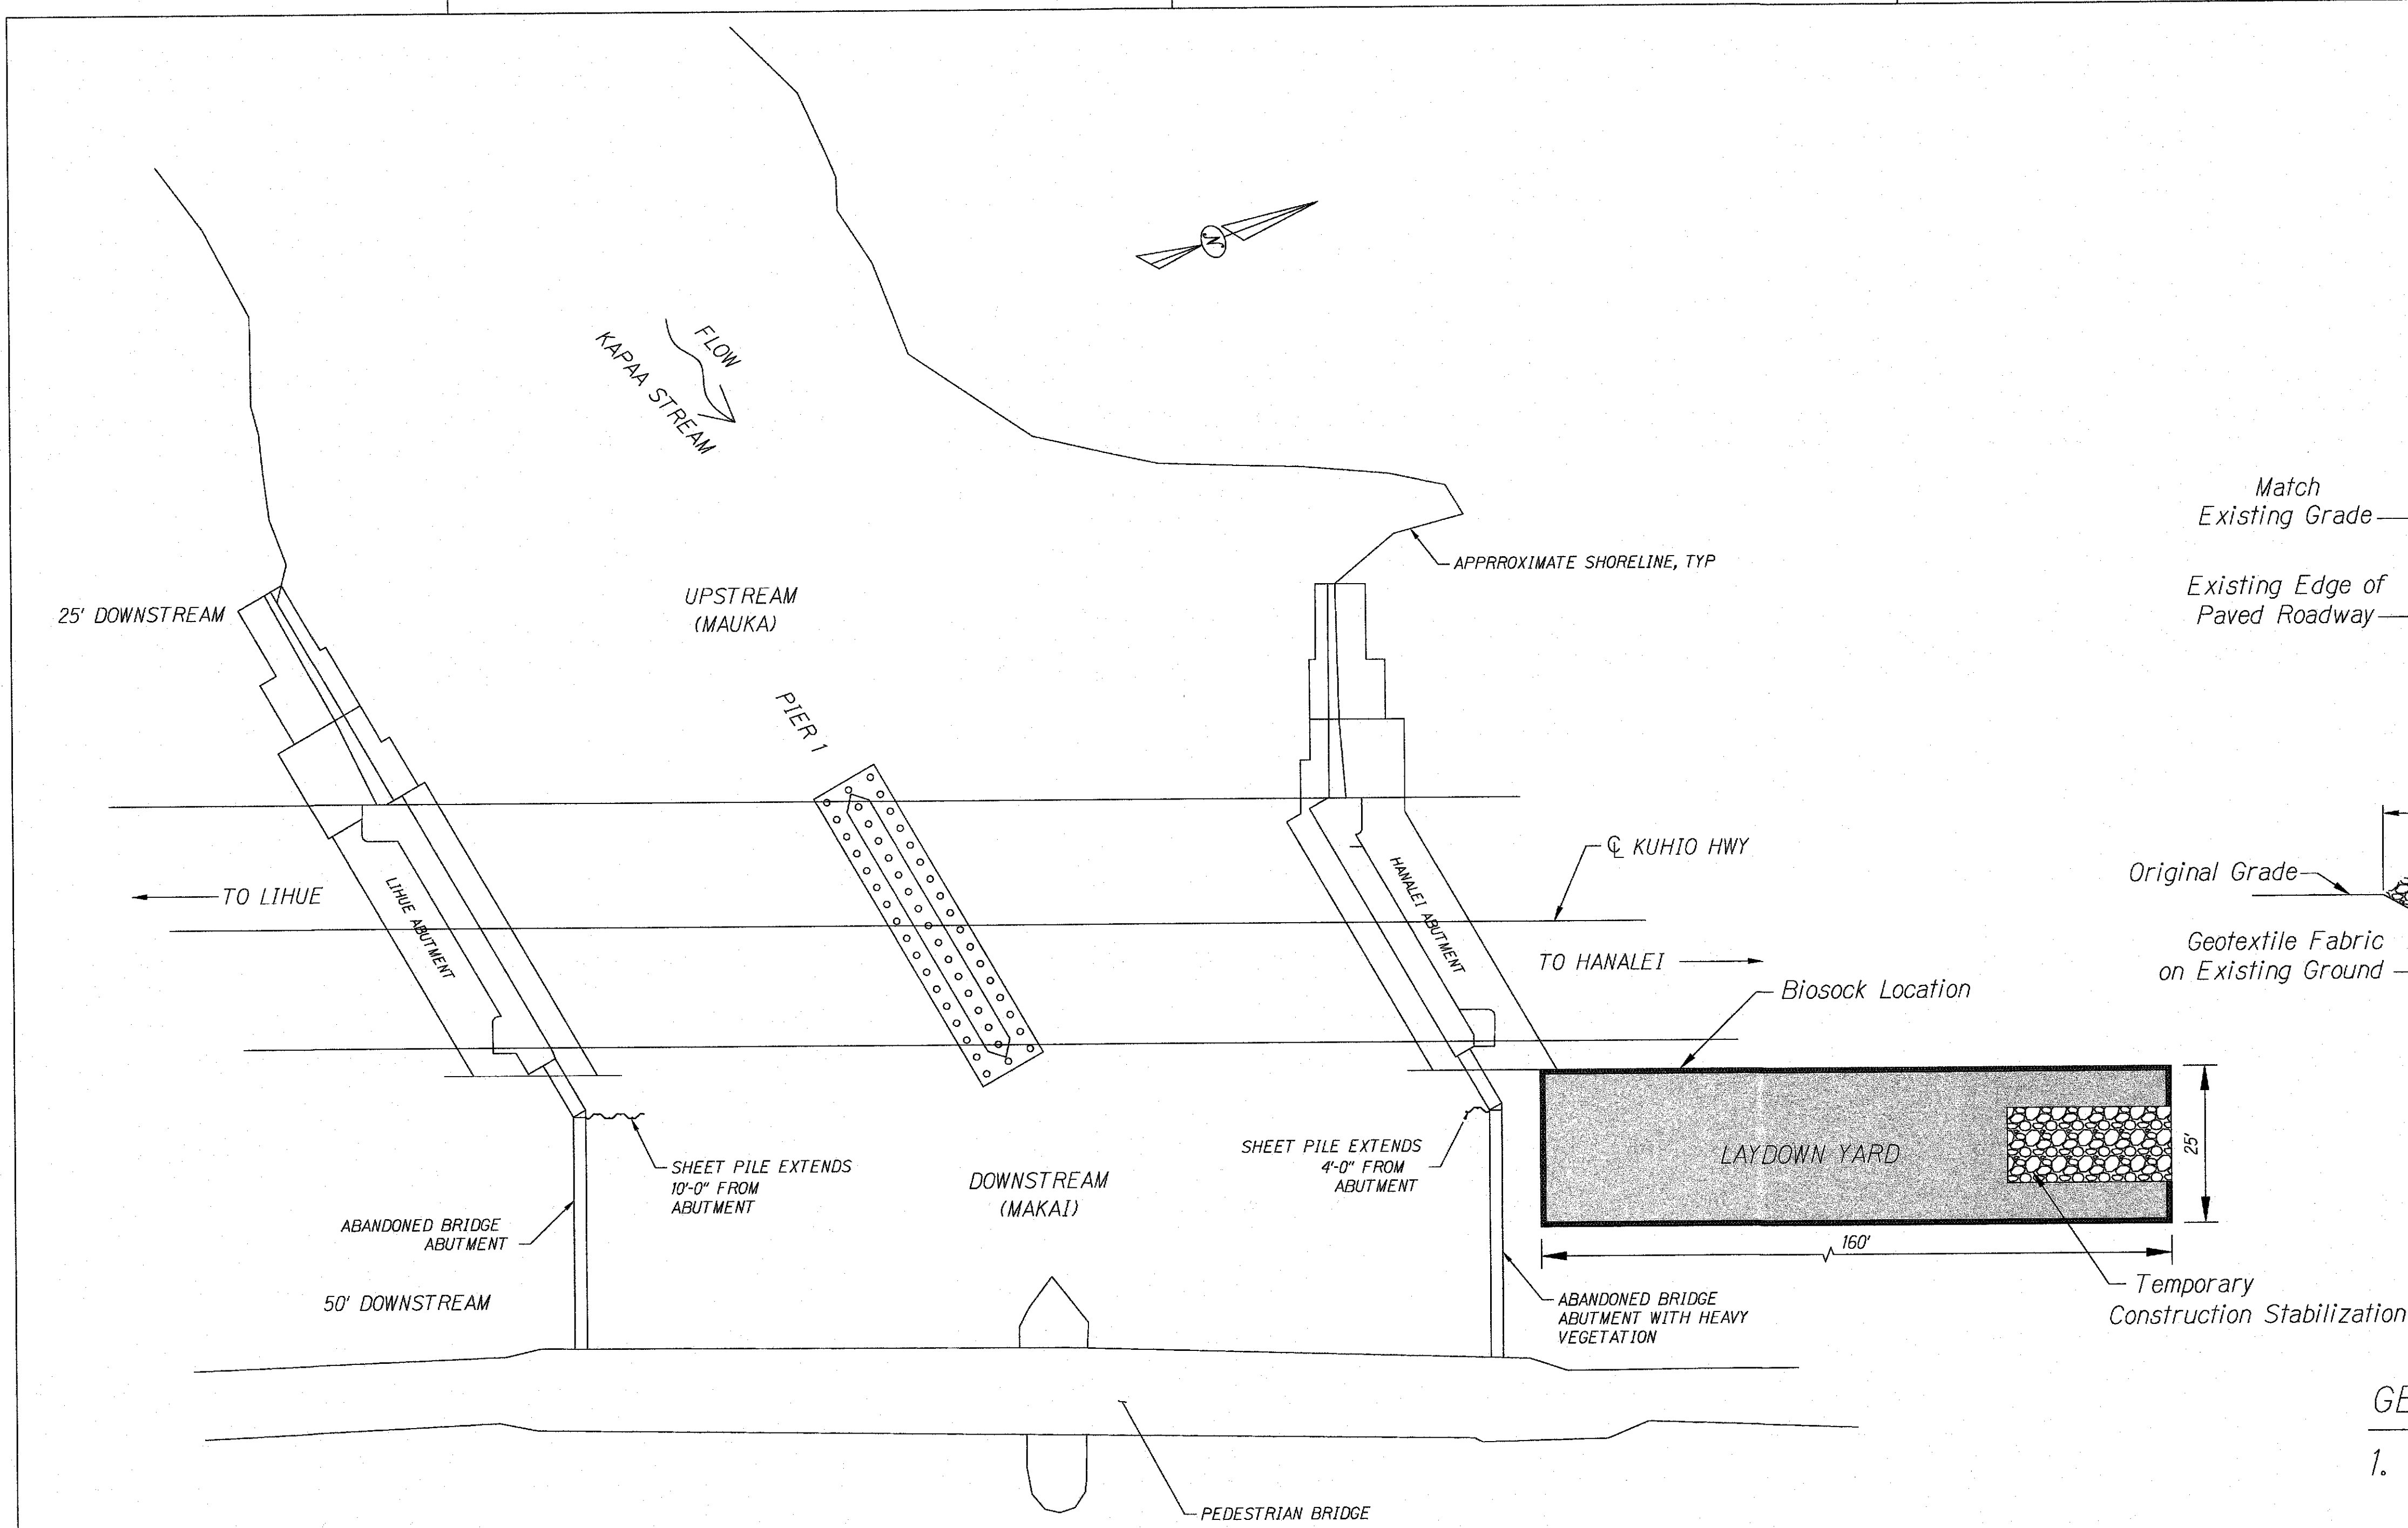 N
FLOW
KAPAA STREAM
Match
Existing Grade
APPRROXIMATE SHORELINE, TYP
Existing Edge of
Paved Roadway
25' DOWNSTREAM
UPSTREAM
(MAUKA)
PIER 1
℄ KUHIO HWY
Original Grade
TO LIHUE
LIHUE ABUTMENT
HANALEI ABUTMENT
TO HANALEI
Geotextile Fabric
on Existing Ground
Biosock Location
SHEET PILE EXTENDS
10'-0" FROM
ABUTMENT
DOWNSTREAM
(MAKAI)
SHEET PILE EXTENDS
4'-0" FROM
ABUTMENT
LAYDOWN YARD
25'
160'
ABANDONED BRIDGE
ABUTMENT
50' DOWNSTREAM
ABANDONED BRIDGE
ABUTMENT WITH HEAVY
VEGETATION
Temporary
Construction Stabilization
GE
1.
PEDESTRIAN BRIDGE